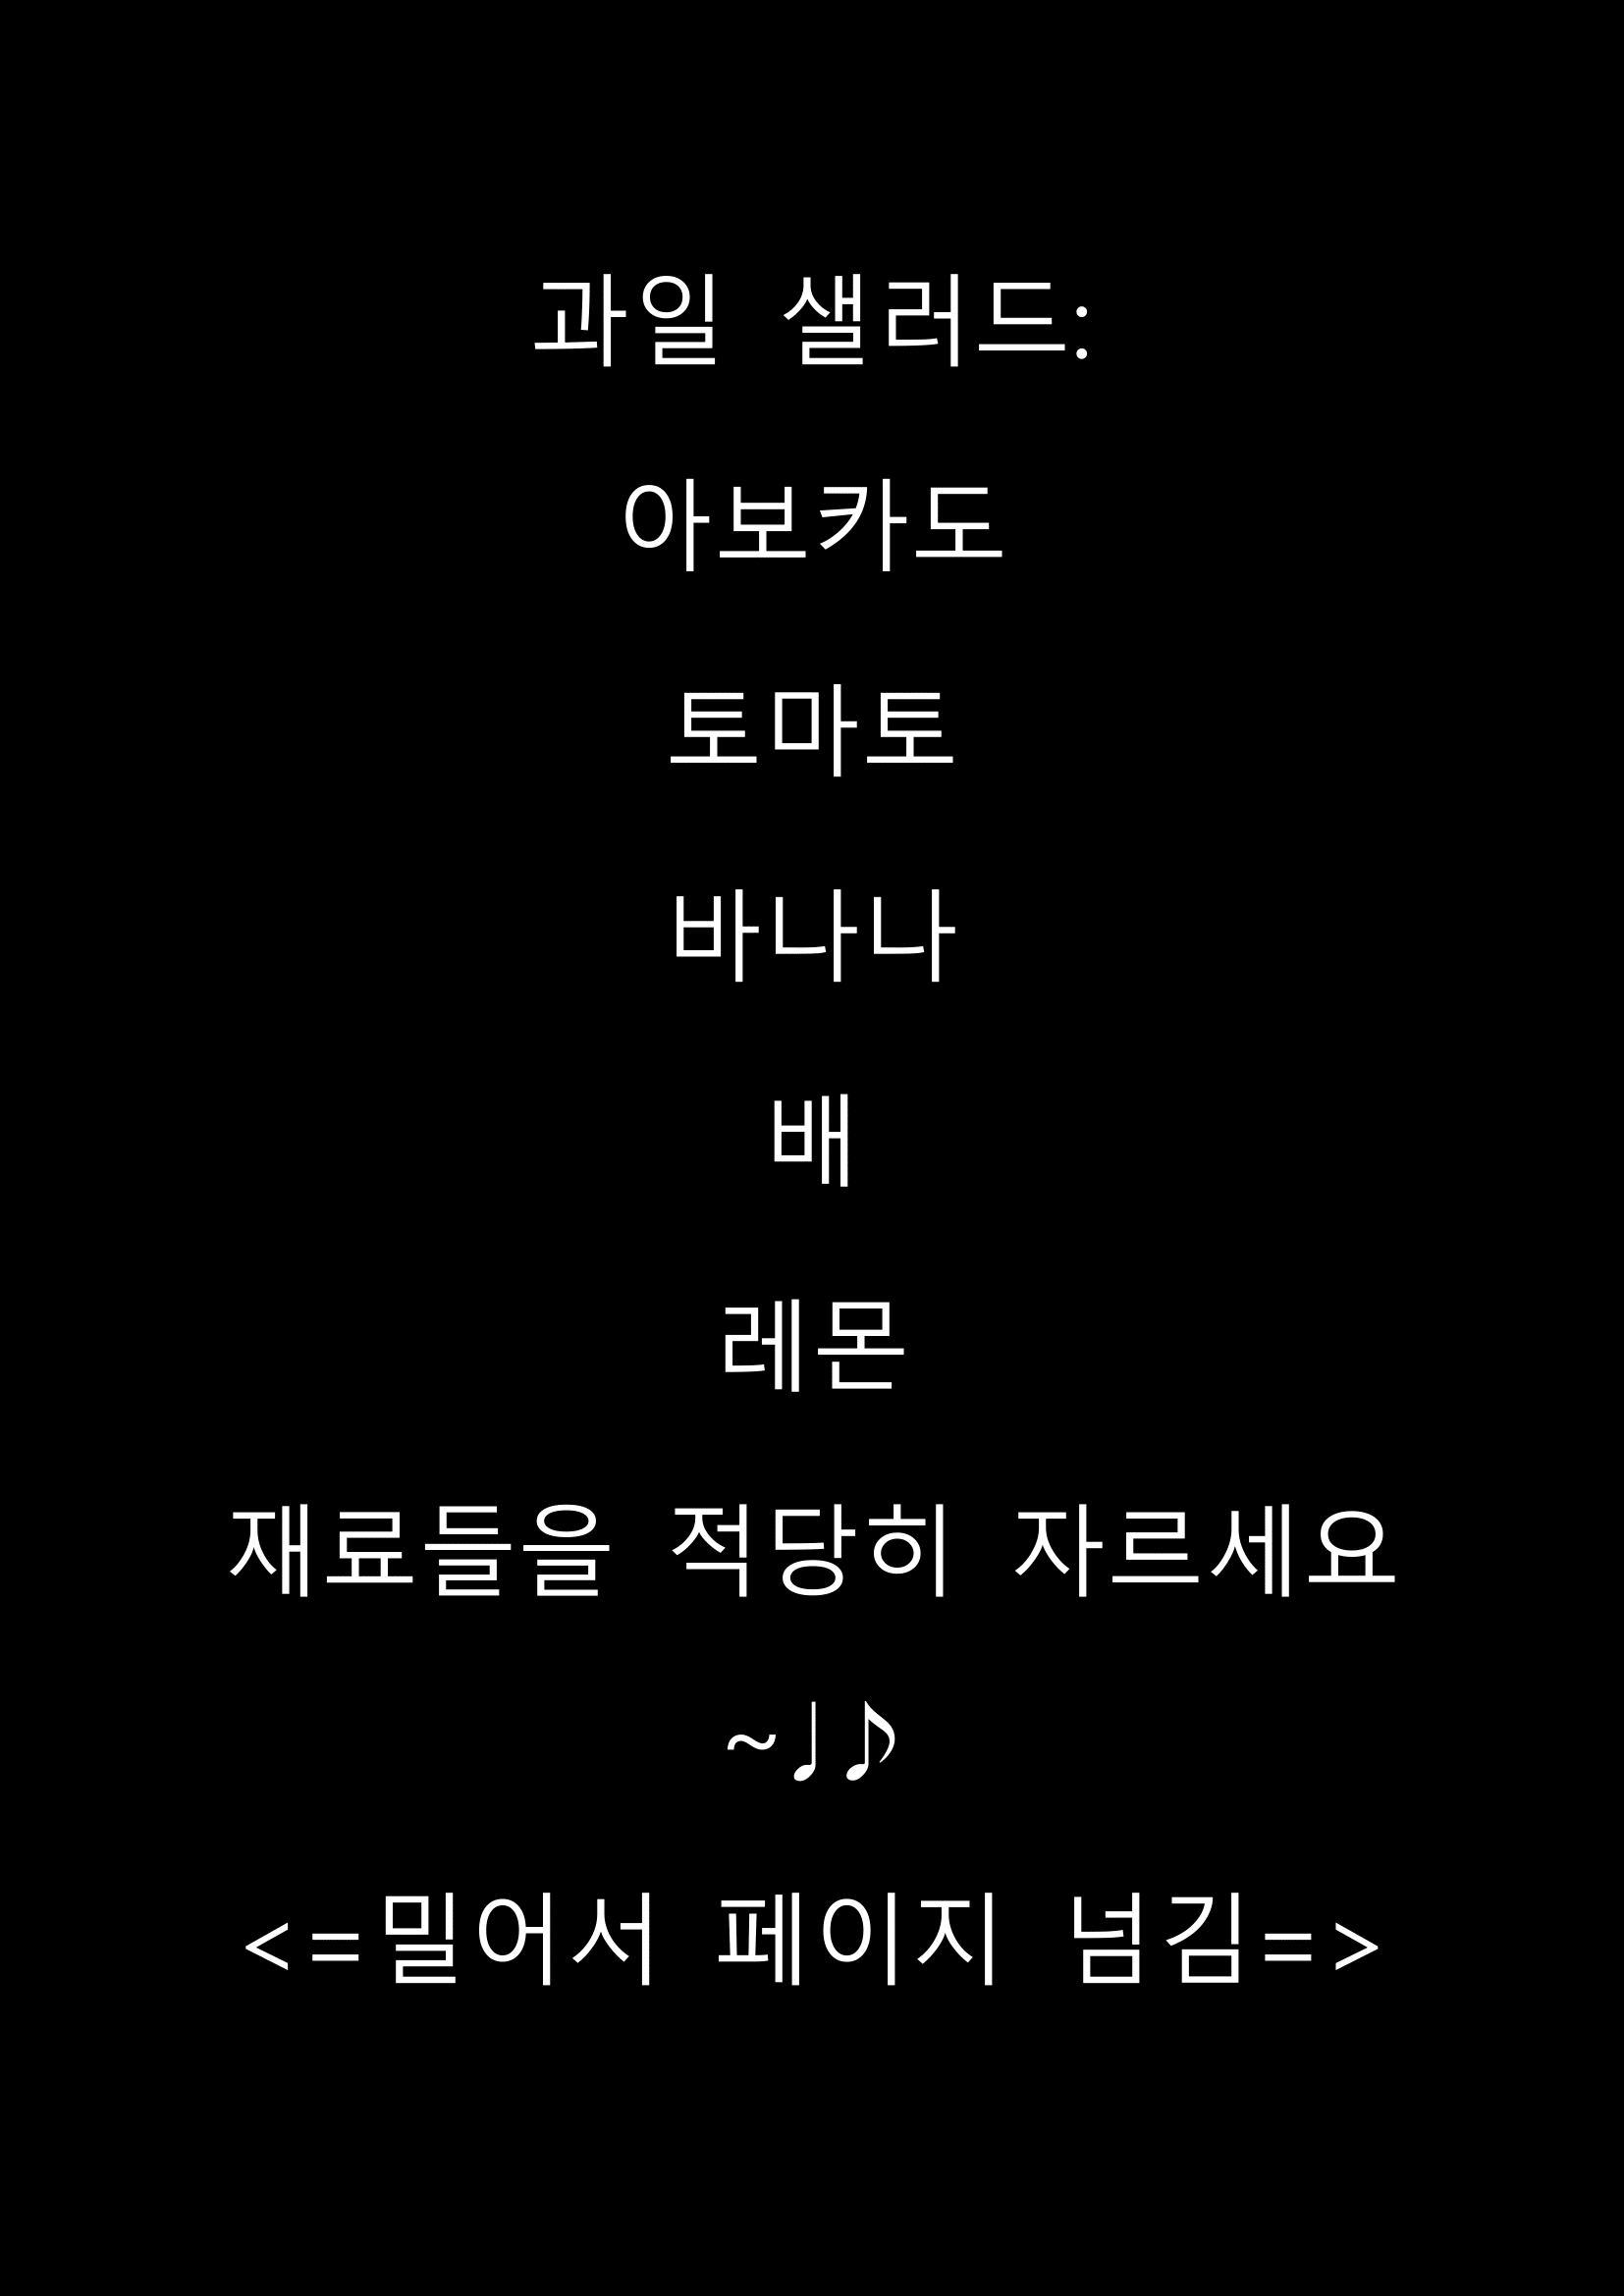 과일 샐러드:
아보카도
토마토
바나나
배
레몬
재료들을 적당히 자르세요
~♩♪
<=밀어서 페이지 넘김=>